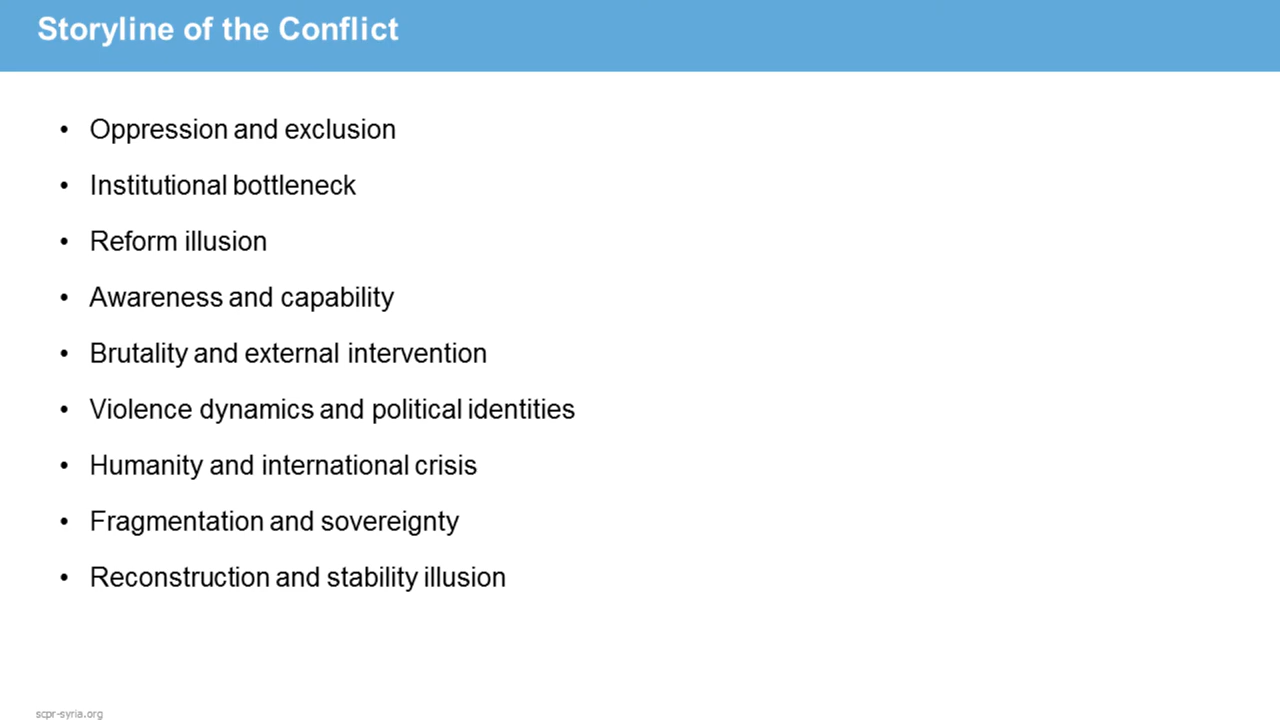 Storyline of the Conflict
• Oppression and exclusion
• Institutional bottleneck
• Reform illusion
• Awareness and capability
• Brutality and external intervention
• Violence dynamics and political identities
• Humanity and international crisis
• Fragmentation and sovereignty
• Reconstruction and stability illusion
scpr-syria.org